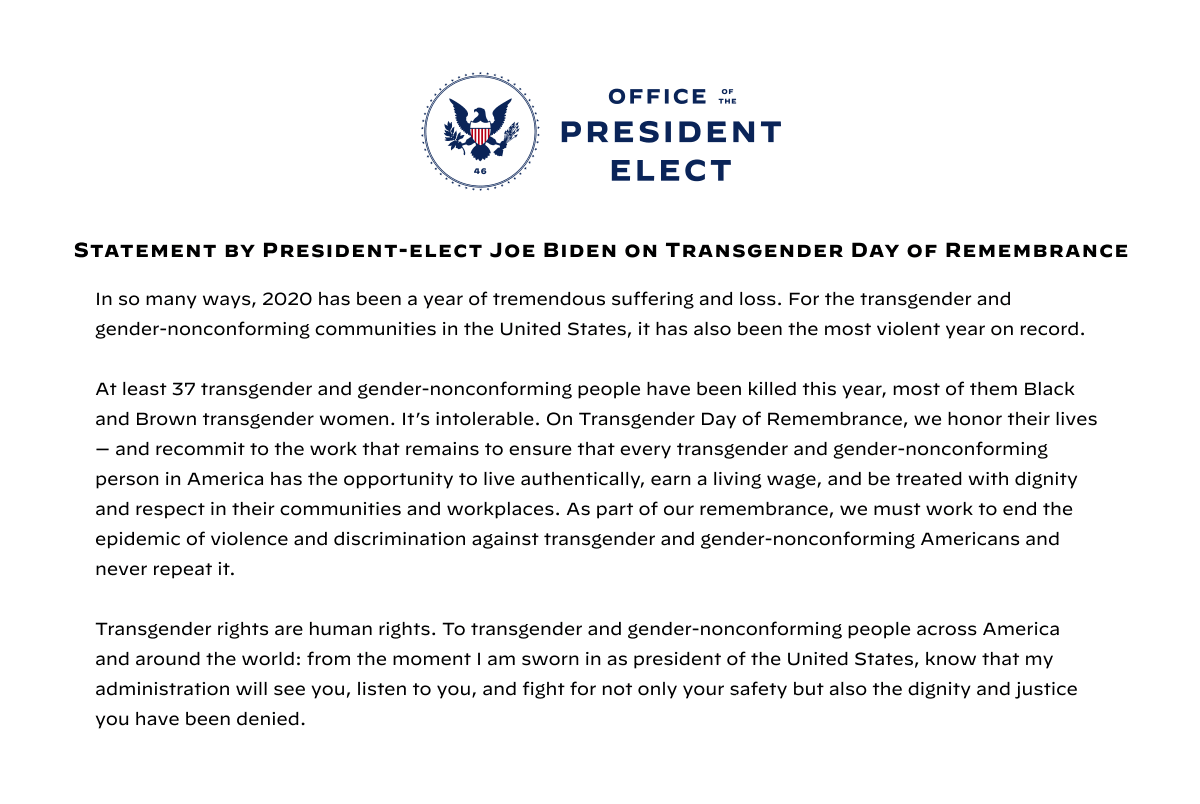 OFFICE OF THE
PRESIDENT
ELECT
46
Statement by President-elect Joe Biden on Transgender Day of Remembrance
In so many ways, 2020 has been a year of tremendous suffering and loss. For the transgender and
gender-nonconforming communities in the United States, it has also been the most violent year on record.
At least 37 transgender and gender-nonconforming people have been killed this year, most of them Black
and Brown transgender women. It’s intolerable. On Transgender Day of Remembrance, we honor their lives
— and recommit to the work that remains to ensure that every transgender and gender-nonconforming
person in America has the opportunity to live authentically, earn a living wage, and be treated with dignity
and respect in their communities and workplaces. As part of our remembrance, we must work to end the
epidemic of violence and discrimination against transgender and gender-nonconforming Americans and
never repeat it.
Transgender rights are human rights. To transgender and gender-nonconforming people across America
and around the world: from the moment I am sworn in as president of the United States, know that my
administration will see you, listen to you, and fight for not only your safety but also the dignity and justice
you have been denied.